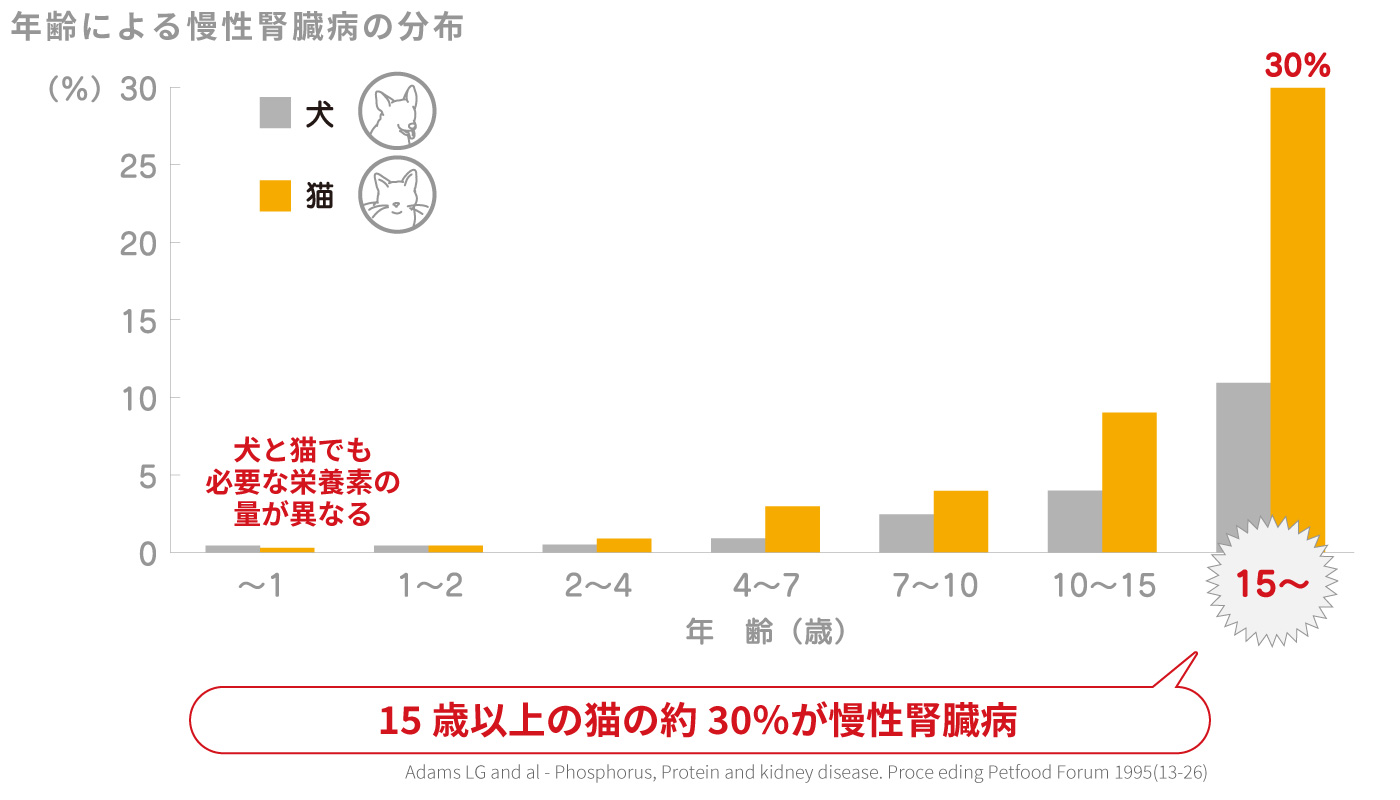 年齢による慢性腎臓病の分布
（%）
30
25
20
15
10
5
0
犬
猫
30%
犬と猫でも
必要な栄養素の
量が異なる
～1
1～2
2～4
4～7
7～10
10～15
15～
年　齢（歳）
15 歳以上の猫の約 30%が慢性腎臓病
Adams LG and al - Phosphorus, Protein and kidney disease. Proce eding Petfood Forum 1995(13-26)